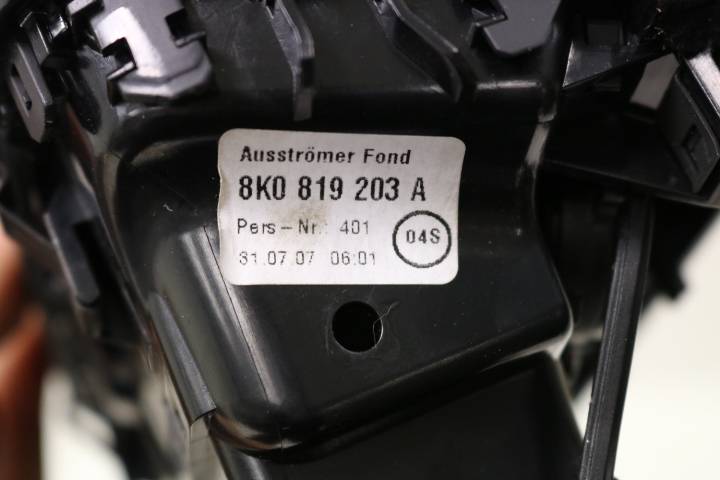 Ausströmer Fond
8K0 819 203 A
Pers-Nr.: 401
04S
31.07.07 06:01